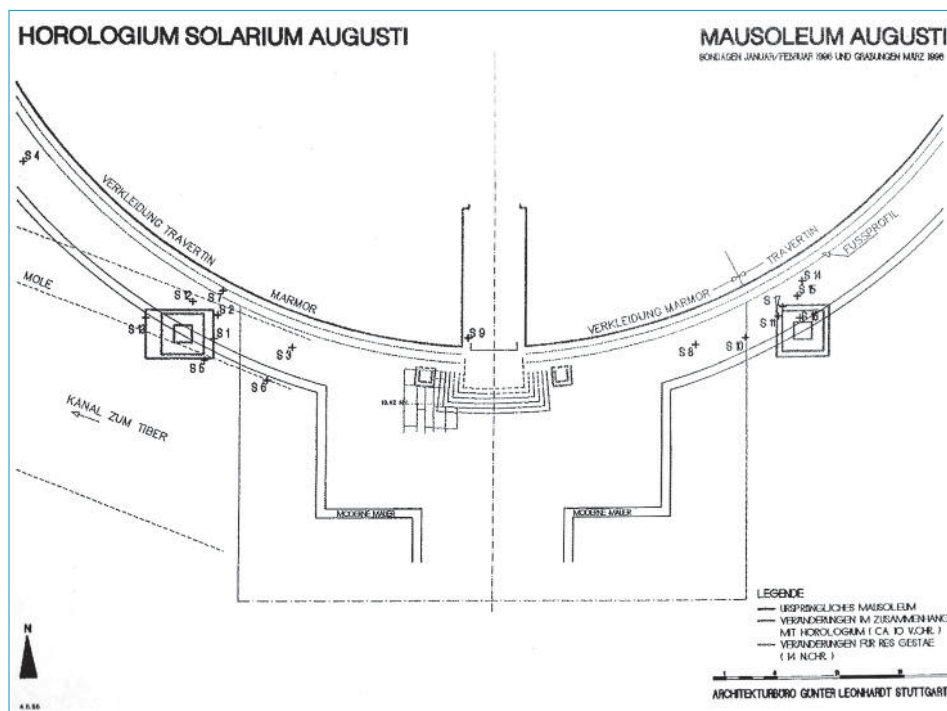 HOROLOGIUM SOLARIUM AUGUSTI
MAUSOLEUM AUGUSTI
SONDAGEN JANUAR/FEBRUAR 1996 UND GRABUNGEN MÄRZ 1996
S 4
VERKLEIDUNG TRAVERTIN
MARMOR
VERKLEIDUNG MARMOR
TRAVERTIN
FUSSPROFIL
MOLE
S 12
S 7
S 2
S 13
S 1
S 5
S 3
S 6
S 9
S 8
S 10
S 14
S 15
S 17
S 11
S 16
KANAL ZUM TIBER
MODERNE MAUER
MODERNE MAUER
LEGENDE
URSPRÜNGLICHES MAUSOLEUM
VERÄNDERUNGEN IM ZUSAMMENHANG
MIT HOROLOGIUM ( CA. 10 V.CHR. )
VERÄNDERUNGEN FÜR RES GESTAE
( 14 N.CHR. )
N
ARCHITEKTURBÜRO GÜNTER LEONHARDT STUTTGART